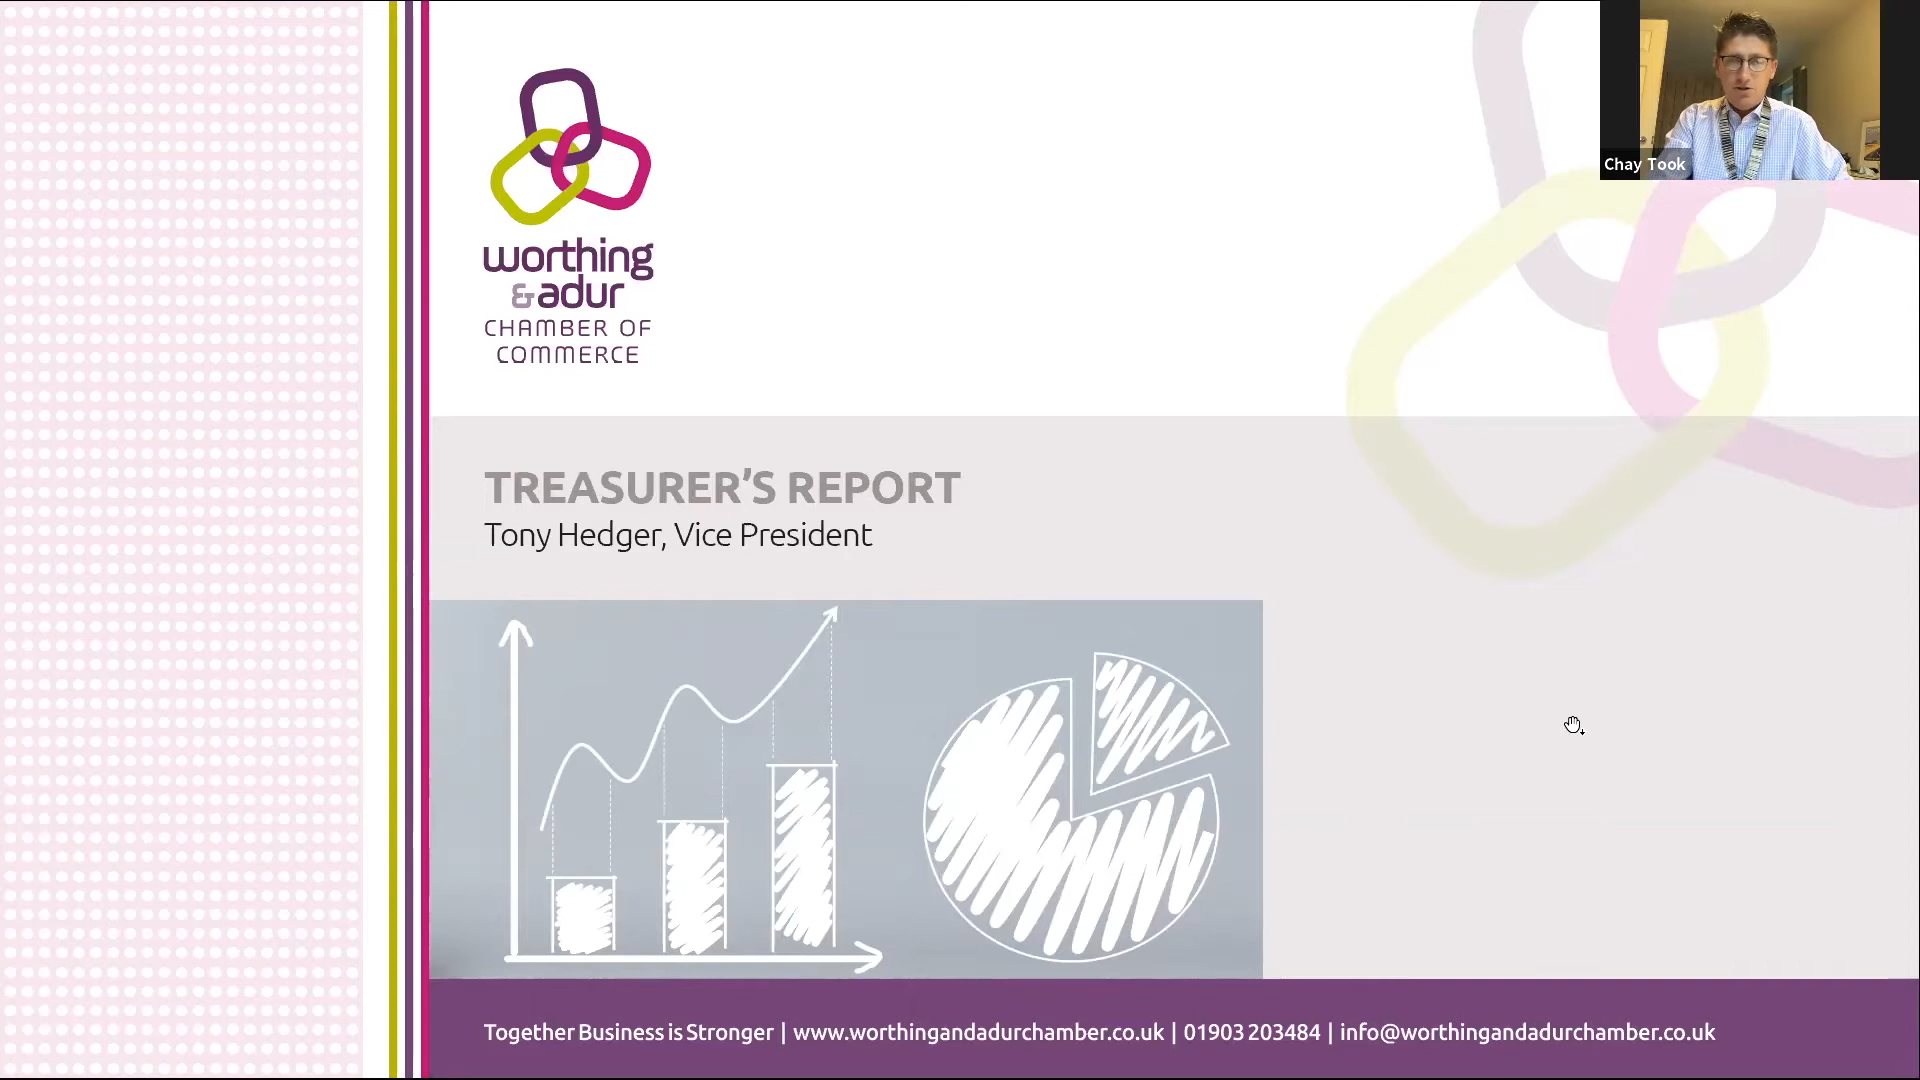 Chay Took
worthing
&adur
CHAMBER OF
COMMERCE
TREASURER’S REPORT
Tony Hedger, Vice President
Together Business is Stronger | www.worthingandadurchamber.co.uk | 01903 203484 | info@worthingandadurchamber.co.uk